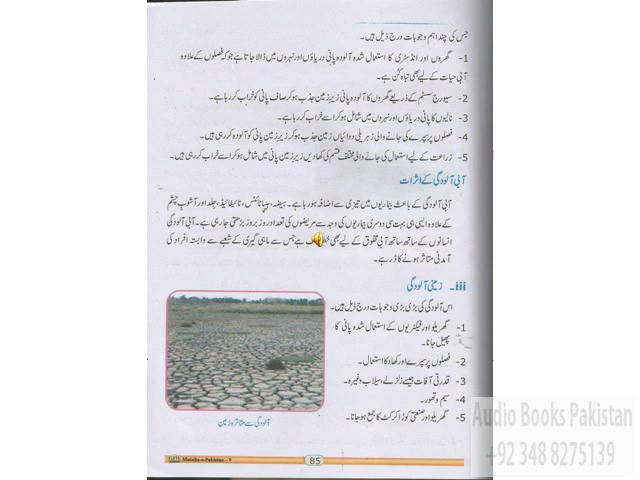 جس کی چند اہم وجوہات درج ذیل ہیں۔
1- گھروں اور انڈسٹری کا استعمال شدہ آلودہ پانی دریاؤں اور نہروں میں ڈالا جاتا ہے جو کہ فصلوں کے علاوہ
آبی حیات کے لیے بھی تباہ کن ہے۔
2- سیوریج سسٹم کے ذریعے گھروں کا آلودہ پانی زیرِ زمین جذب ہو کر صاف پانی کو خراب کر رہا ہے۔
3- نالیوں کا پانی دریاؤں اور نہروں میں شامل ہو کر اسے خراب کر رہا ہے۔
4- فصلوں پر سپرے کی جانے والی زہریلی دوائیاں زمین جذب ہو کر زیرِ زمین پانی کو آلودہ کر رہی ہیں۔
5- زراعت کے لیے استعمال کی جانے والی مختلف قسم کی کھادیں زیرِ زمین پانی میں شامل ہو کر اسے خراب کر رہی ہیں۔
آبی آلودگی کے اثرات
آبی آلودگی کے باعث بیماریوں میں تیزی سے اضافہ ہو رہا ہے۔ ہیضہ، ہیپاٹائٹس، ٹائیفائیڈ، جلد اور آشوبِ چشم
کے علاوہ ایسی ہی بہت سی دوسری بیماریوں کی وجہ سے مریضوں کی تعداد روز بروز بڑھتی جا رہی ہے۔ آبی آلودگی
انسانوں کے ساتھ ساتھ آبی مخلوق کے لیے بھی ہے جس سے ماہی گیری کے شعبے سے وابستہ افراد کی
آمدنی متاثر ہونے کا ڈر ہے۔
iii۔ زمینی آلودگی
اس آلودگی کی بڑی بڑی وجوہات درج ذیل ہیں۔
1- گھریلو اور فیکٹریوں کے استعمال شدہ پانی کا
پھیل جانا۔
2- فصلوں پر سپرے اور کھاد کا استعمال۔
3- قدرتی آفات جیسے زلزلے، سیلاب وغیرہ۔
4- سیم و تھور۔
5- گھریلو اور صنعتی کوڑا کرکٹ کا جمع ہو جانا۔
آلودگی سے متاثرہ زمین
Mutalia-e-Pakistan – 9
85
Audio Books Pakistan
+92 348 8275139